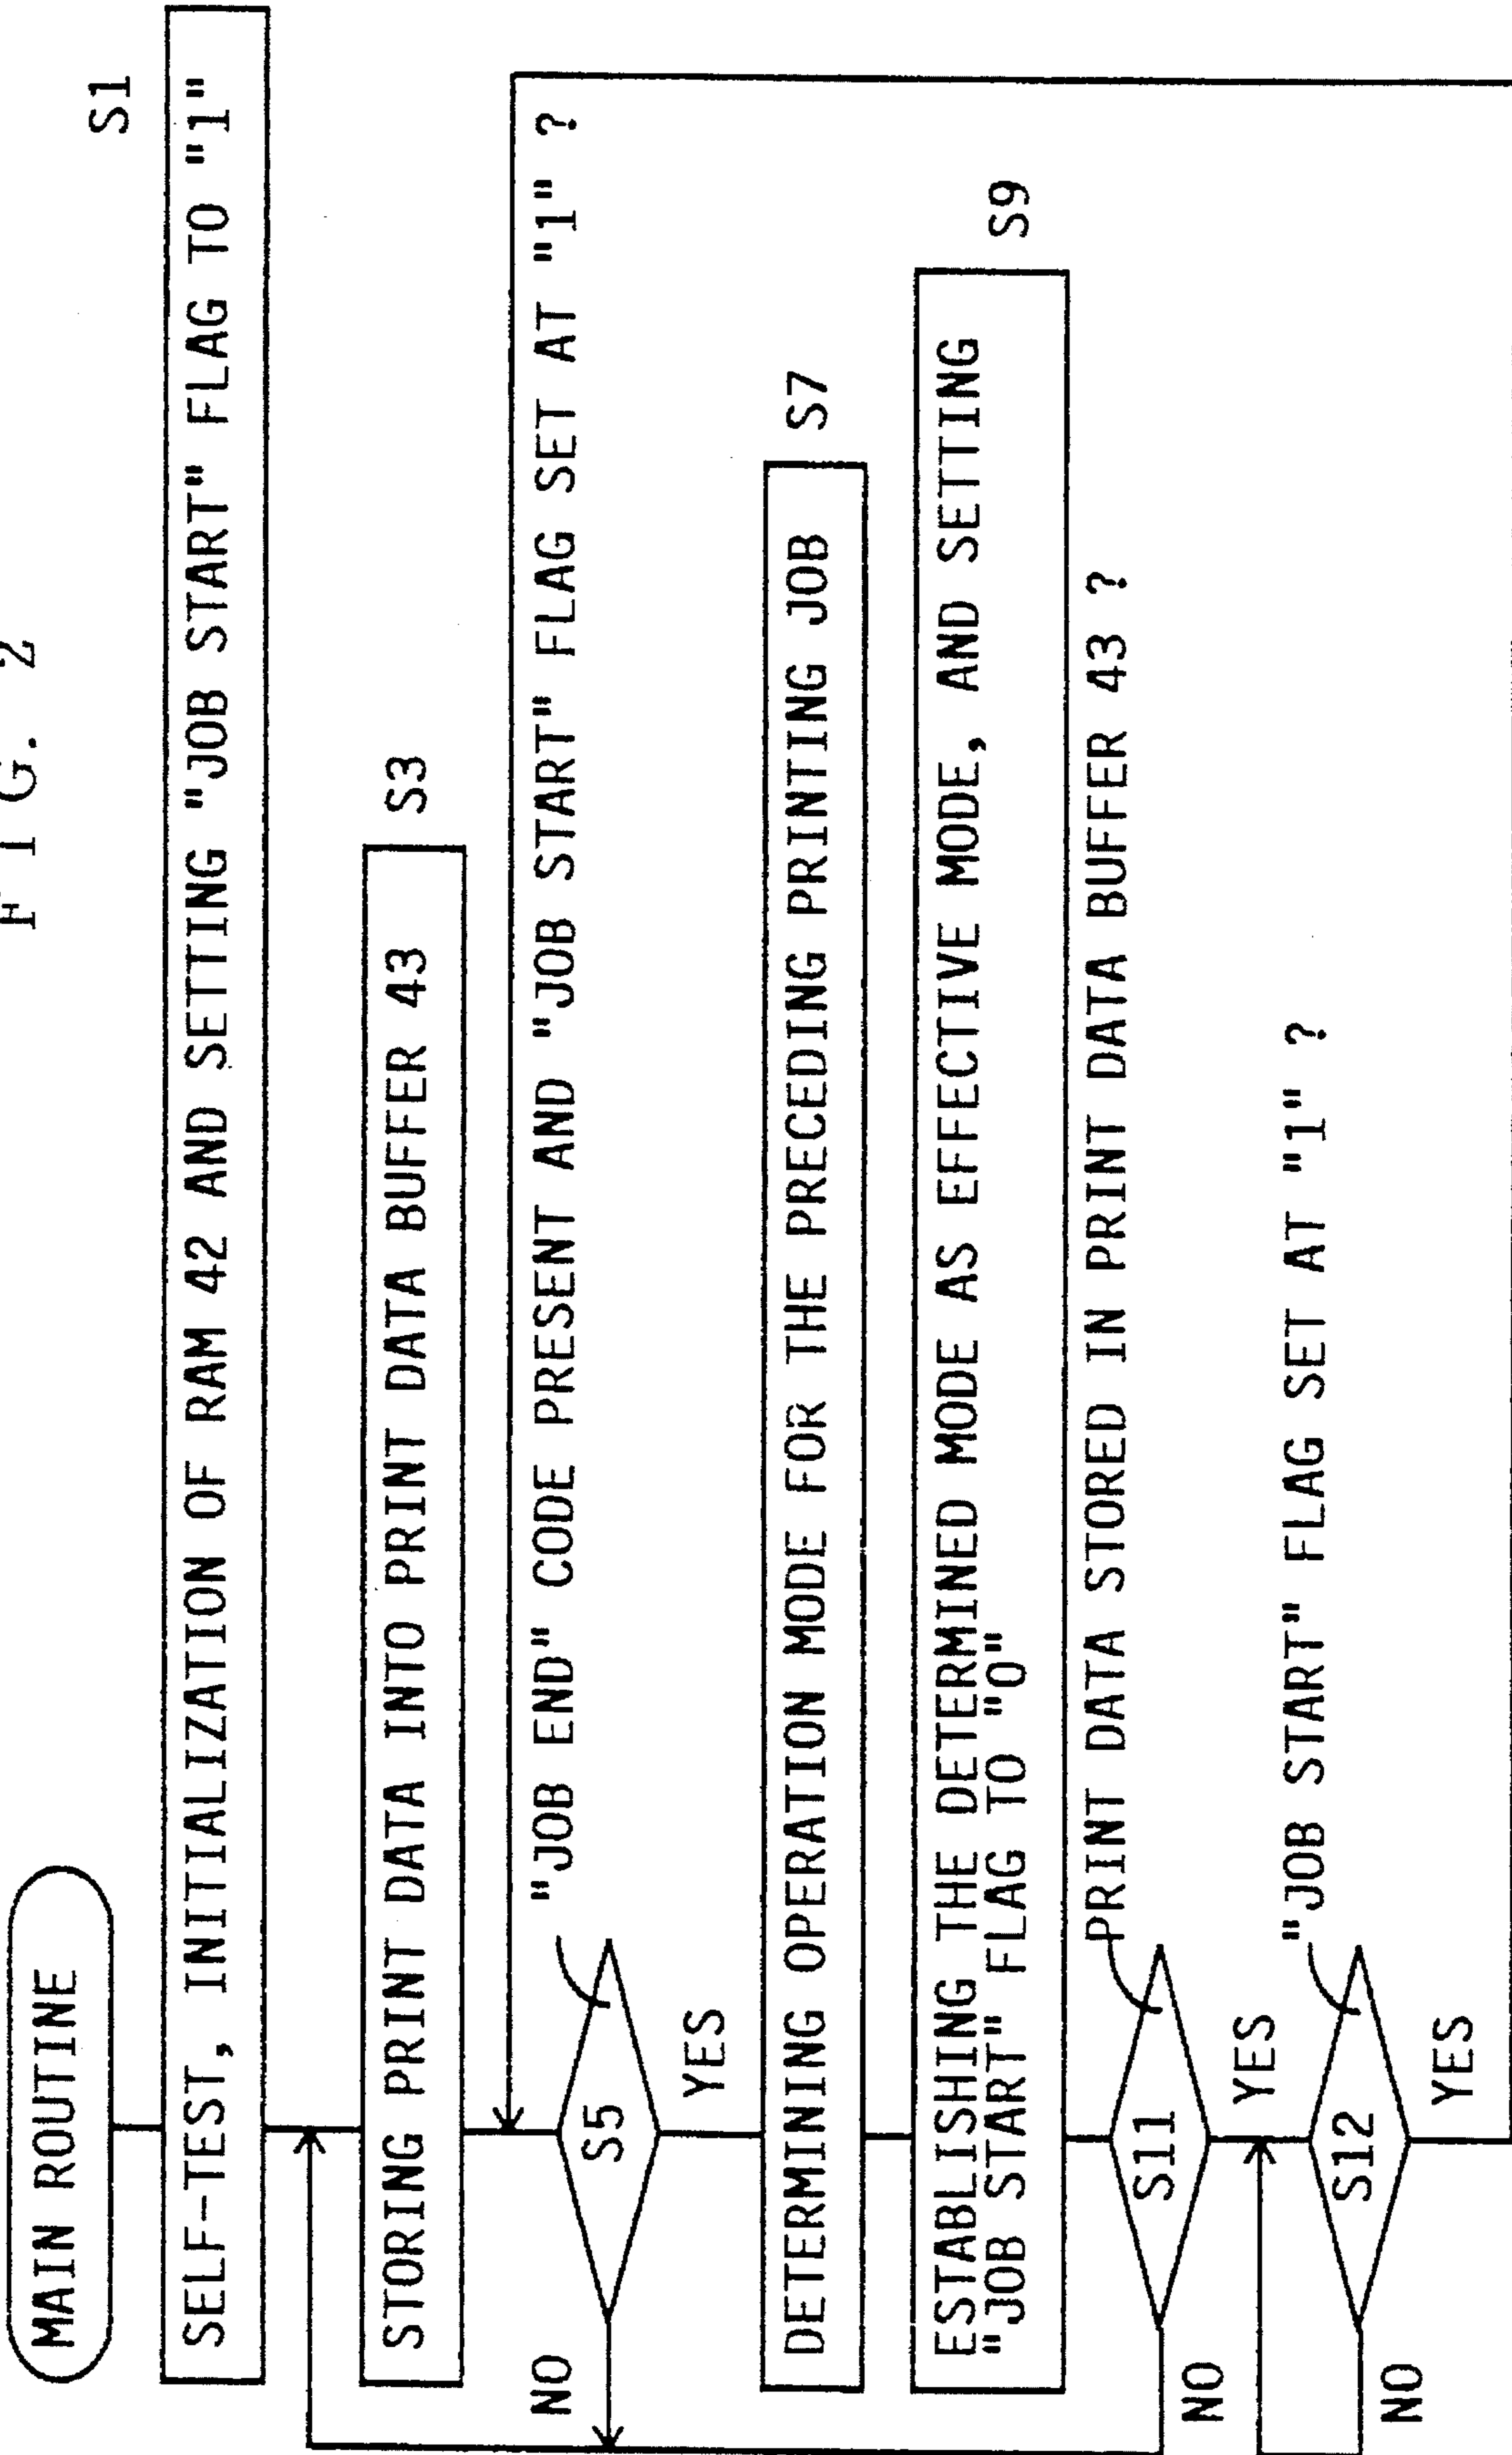 FIG. 2
MAIN ROUTINE
S1
SELF-TEST, INITIALIZATION OF RAM 42 AND SETTING "JOB START" FLAG TO "1"
S3
STORING PRINT DATA INTO PRINT DATA BUFFER 43
"JOB END" CODE PRESENT AND "JOB START" FLAG SET AT "1" ?
S5
NO
YES
S7
DETERMINING OPERATION MODE FOR THE PRECEDING PRINTING JOB
S9
ESTABLISHING THE DETERMINED MODE AS EFFECTIVE MODE, AND SETTING
"JOB START" FLAG TO "0"
PRINT DATA STORED IN PRINT DATA BUFFER 43 ?
S11
NO
YES
"JOB START" FLAG SET AT "1" ?
S12
NO
YES